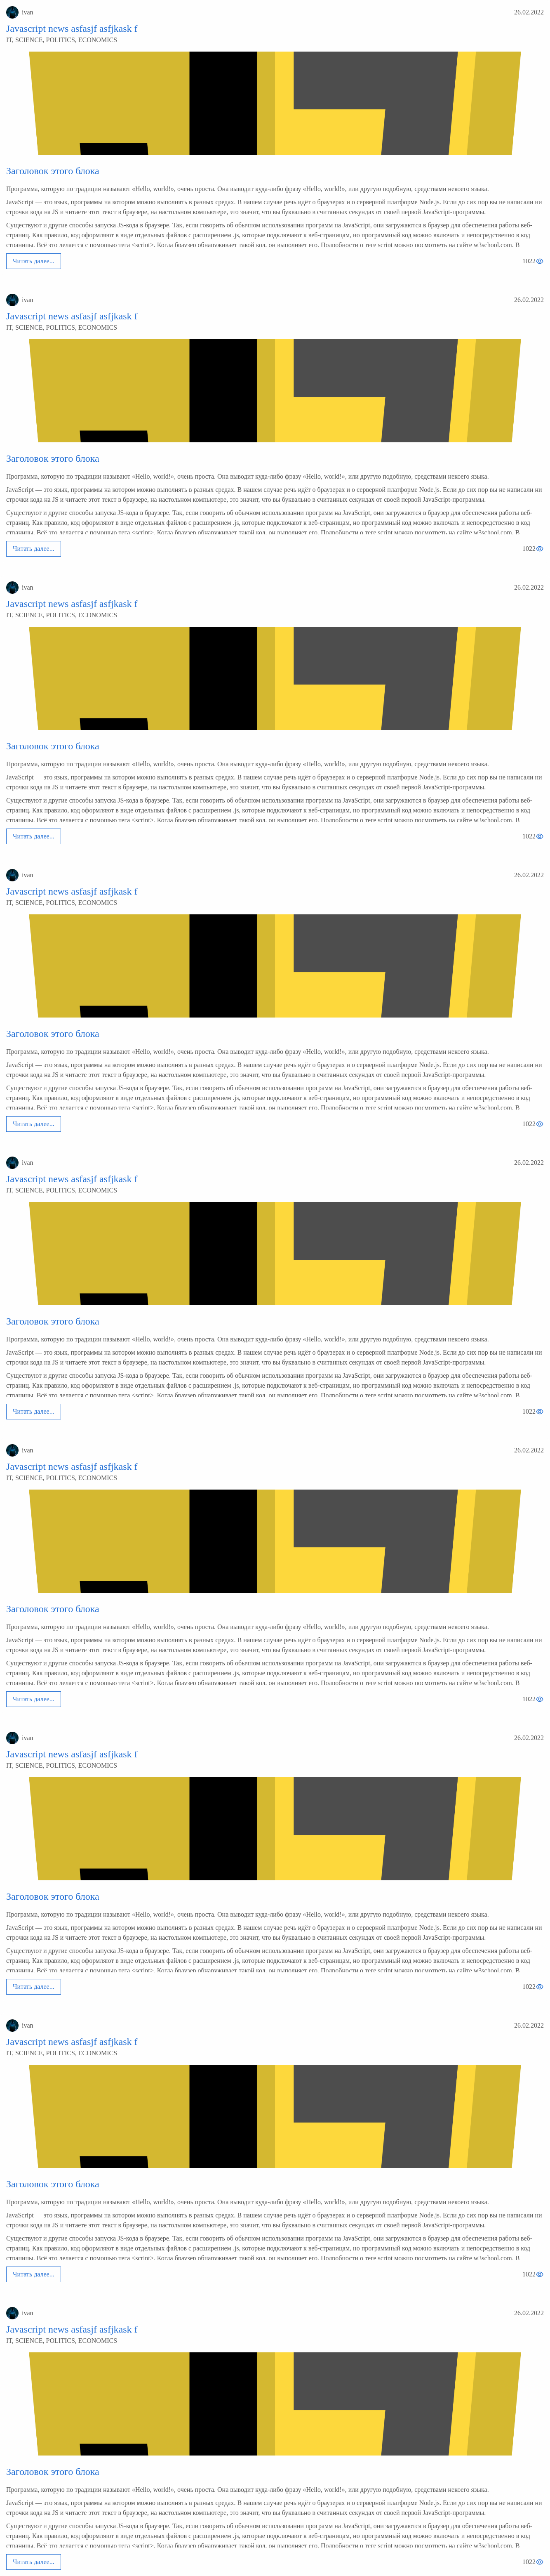 ivan 26.02.2022
Javascript news asfasjf asfjkask f
IT, SCIENCE, POLITICS, ECONOMICS
Заголовок этого блока
Программа, которую по традиции называют «Hello, world!», очень проста. Она выводит куда-либо фразу «Hello, world!», или другую подобную, средствами некоего языка.
JavaScript — это язык, программы на котором можно выполнять в разных средах. В нашем случае речь идёт о браузерах и о серверной платформе Node.js. Если до сих пор вы не написали ни
строчки кода на JS и читаете этот текст в браузере, на настольном компьютере, это значит, что вы буквально в считанных секундах от своей первой JavaScript-программы.
Существуют и другие способы запуска JS-кода в браузере. Так, если говорить об обычном использовании программ на JavaScript, они загружаются в браузер для обеспечения работы веб-
страниц. Как правило, код оформляют в виде отдельных файлов с расширением .js, которые подключают к веб-страницам, но программный код можно включать и непосредственно в код
страницы. Всё это делается с помощью тега <script>. Когда браузер обнаруживает такой код, он выполняет его. Подробности о теге script можно посмотреть на сайте w3school.com. В
Читать далее... 1022
ivan 26.02.2022
Javascript news asfasjf asfjkask f
IT, SCIENCE, POLITICS, ECONOMICS
Заголовок этого блока
Программа, которую по традиции называют «Hello, world!», очень проста. Она выводит куда-либо фразу «Hello, world!», или другую подобную, средствами некоего языка.
JavaScript — это язык, программы на котором можно выполнять в разных средах. В нашем случае речь идёт о браузерах и о серверной платформе Node.js. Если до сих пор вы не написали ни
строчки кода на JS и читаете этот текст в браузере, на настольном компьютере, это значит, что вы буквально в считанных секундах от своей первой JavaScript-программы.
Существуют и другие способы запуска JS-кода в браузере. Так, если говорить об обычном использовании программ на JavaScript, они загружаются в браузер для обеспечения работы веб-
страниц. Как правило, код оформляют в виде отдельных файлов с расширением .js, которые подключают к веб-страницам, но программный код можно включать и непосредственно в код
страницы. Всё это делается с помощью тега <script>. Когда браузер обнаруживает такой код, он выполняет его. Подробности о теге script можно посмотреть на сайте w3school.com. В
Читать далее... 1022
ivan 26.02.2022
Javascript news asfasjf asfjkask f
IT, SCIENCE, POLITICS, ECONOMICS
Заголовок этого блока
Программа, которую по традиции называют «Hello, world!», очень проста. Она выводит куда-либо фразу «Hello, world!», или другую подобную, средствами некоего языка.
JavaScript — это язык, программы на котором можно выполнять в разных средах. В нашем случае речь идёт о браузерах и о серверной платформе Node.js. Если до сих пор вы не написали ни
строчки кода на JS и читаете этот текст в браузере, на настольном компьютере, это значит, что вы буквально в считанных секундах от своей первой JavaScript-программы.
Существуют и другие способы запуска JS-кода в браузере. Так, если говорить об обычном использовании программ на JavaScript, они загружаются в браузер для обеспечения работы веб-
страниц. Как правило, код оформляют в виде отдельных файлов с расширением .js, которые подключают к веб-страницам, но программный код можно включать и непосредственно в код
страницы. Всё это делается с помощью тега <script>. Когда браузер обнаруживает такой код, он выполняет его. Подробности о теге script можно посмотреть на сайте w3school.com. В
Читать далее... 1022
ivan 26.02.2022
Javascript news asfasjf asfjkask f
IT, SCIENCE, POLITICS, ECONOMICS
Заголовок этого блока
Программа, которую по традиции называют «Hello, world!», очень проста. Она выводит куда-либо фразу «Hello, world!», или другую подобную, средствами некоего языка.
JavaScript — это язык, программы на котором можно выполнять в разных средах. В нашем случае речь идёт о браузерах и о серверной платформе Node.js. Если до сих пор вы не написали ни
строчки кода на JS и читаете этот текст в браузере, на настольном компьютере, это значит, что вы буквально в считанных секундах от своей первой JavaScript-программы.
Существуют и другие способы запуска JS-кода в браузере. Так, если говорить об обычном использовании программ на JavaScript, они загружаются в браузер для обеспечения работы веб-
страниц. Как правило, код оформляют в виде отдельных файлов с расширением .js, которые подключают к веб-страницам, но программный код можно включать и непосредственно в код
страницы. Всё это делается с помощью тега <script>. Когда браузер обнаруживает такой код, он выполняет его. Подробности о теге script можно посмотреть на сайте w3school.com. В
Читать далее... 1022
ivan 26.02.2022
Javascript news asfasjf asfjkask f
IT, SCIENCE, POLITICS, ECONOMICS
Заголовок этого блока
Программа, которую по традиции называют «Hello, world!», очень проста. Она выводит куда-либо фразу «Hello, world!», или другую подобную, средствами некоего языка.
JavaScript — это язык, программы на котором можно выполнять в разных средах. В нашем случае речь идёт о браузерах и о серверной платформе Node.js. Если до сих пор вы не написали ни
строчки кода на JS и читаете этот текст в браузере, на настольном компьютере, это значит, что вы буквально в считанных секундах от своей первой JavaScript-программы.
Существуют и другие способы запуска JS-кода в браузере. Так, если говорить об обычном использовании программ на JavaScript, они загружаются в браузер для обеспечения работы веб-
страниц. Как правило, код оформляют в виде отдельных файлов с расширением .js, которые подключают к веб-страницам, но программный код можно включать и непосредственно в код
страницы. Всё это делается с помощью тега <script>. Когда браузер обнаруживает такой код, он выполняет его. Подробности о теге script можно посмотреть на сайте w3school.com. В
Читать далее... 1022
ivan 26.02.2022
Javascript news asfasjf asfjkask f
IT, SCIENCE, POLITICS, ECONOMICS
Заголовок этого блока
Программа, которую по традиции называют «Hello, world!», очень проста. Она выводит куда-либо фразу «Hello, world!», или другую подобную, средствами некоего языка.
JavaScript — это язык, программы на котором можно выполнять в разных средах. В нашем случае речь идёт о браузерах и о серверной платформе Node.js. Если до сих пор вы не написали ни
строчки кода на JS и читаете этот текст в браузере, на настольном компьютере, это значит, что вы буквально в считанных секундах от своей первой JavaScript-программы.
Существуют и другие способы запуска JS-кода в браузере. Так, если говорить об обычном использовании программ на JavaScript, они загружаются в браузер для обеспечения работы веб-
страниц. Как правило, код оформляют в виде отдельных файлов с расширением .js, которые подключают к веб-страницам, но программный код можно включать и непосредственно в код
страницы. Всё это делается с помощью тега <script>. Когда браузер обнаруживает такой код, он выполняет его. Подробности о теге script можно посмотреть на сайте w3school.com. В
Читать далее... 1022
ivan 26.02.2022
Javascript news asfasjf asfjkask f
IT, SCIENCE, POLITICS, ECONOMICS
Заголовок этого блока
Программа, которую по традиции называют «Hello, world!», очень проста. Она выводит куда-либо фразу «Hello, world!», или другую подобную, средствами некоего языка.
JavaScript — это язык, программы на котором можно выполнять в разных средах. В нашем случае речь идёт о браузерах и о серверной платформе Node.js. Если до сих пор вы не написали ни
строчки кода на JS и читаете этот текст в браузере, на настольном компьютере, это значит, что вы буквально в считанных секундах от своей первой JavaScript-программы.
Существуют и другие способы запуска JS-кода в браузере. Так, если говорить об обычном использовании программ на JavaScript, они загружаются в браузер для обеспечения работы веб-
страниц. Как правило, код оформляют в виде отдельных файлов с расширением .js, которые подключают к веб-страницам, но программный код можно включать и непосредственно в код
страницы. Всё это делается с помощью тега <script>. Когда браузер обнаруживает такой код, он выполняет его. Подробности о теге script можно посмотреть на сайте w3school.com. В
Читать далее... 1022
ivan 26.02.2022
Javascript news asfasjf asfjkask f
IT, SCIENCE, POLITICS, ECONOMICS
Заголовок этого блока
Программа, которую по традиции называют «Hello, world!», очень проста. Она выводит куда-либо фразу «Hello, world!», или другую подобную, средствами некоего языка.
JavaScript — это язык, программы на котором можно выполнять в разных средах. В нашем случае речь идёт о браузерах и о серверной платформе Node.js. Если до сих пор вы не написали ни
строчки кода на JS и читаете этот текст в браузере, на настольном компьютере, это значит, что вы буквально в считанных секундах от своей первой JavaScript-программы.
Существуют и другие способы запуска JS-кода в браузере. Так, если говорить об обычном использовании программ на JavaScript, они загружаются в браузер для обеспечения работы веб-
страниц. Как правило, код оформляют в виде отдельных файлов с расширением .js, которые подключают к веб-страницам, но программный код можно включать и непосредственно в код
страницы. Всё это делается с помощью тега <script>. Когда браузер обнаруживает такой код, он выполняет его. Подробности о теге script можно посмотреть на сайте w3school.com. В
Читать далее... 1022
ivan 26.02.2022
Javascript news asfasjf asfjkask f
IT, SCIENCE, POLITICS, ECONOMICS
Заголовок этого блока
Программа, которую по традиции называют «Hello, world!», очень проста. Она выводит куда-либо фразу «Hello, world!», или другую подобную, средствами некоего языка.
JavaScript — это язык, программы на котором можно выполнять в разных средах. В нашем случае речь идёт о браузерах и о серверной платформе Node.js. Если до сих пор вы не написали ни
строчки кода на JS и читаете этот текст в браузере, на настольном компьютере, это значит, что вы буквально в считанных секундах от своей первой JavaScript-программы.
Существуют и другие способы запуска JS-кода в браузере. Так, если говорить об обычном использовании программ на JavaScript, они загружаются в браузер для обеспечения работы веб-
страниц. Как правило, код оформляют в виде отдельных файлов с расширением .js, которые подключают к веб-страницам, но программный код можно включать и непосредственно в код
страницы. Всё это делается с помощью тега <script>. Когда браузер обнаруживает такой код, он выполняет его. Подробности о теге script можно посмотреть на сайте w3school.com. В
Читать далее... 1022